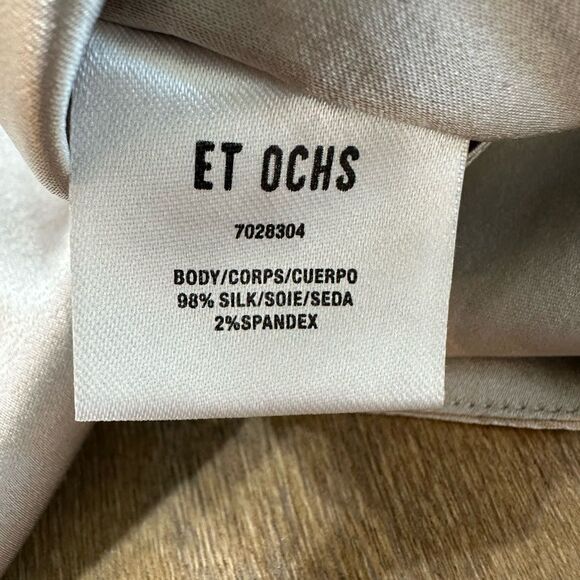 ET OCHS
7028304
BODY/CORPS/CUERPO
98% SILK/SOIE/SEDA
2%SPANDEX